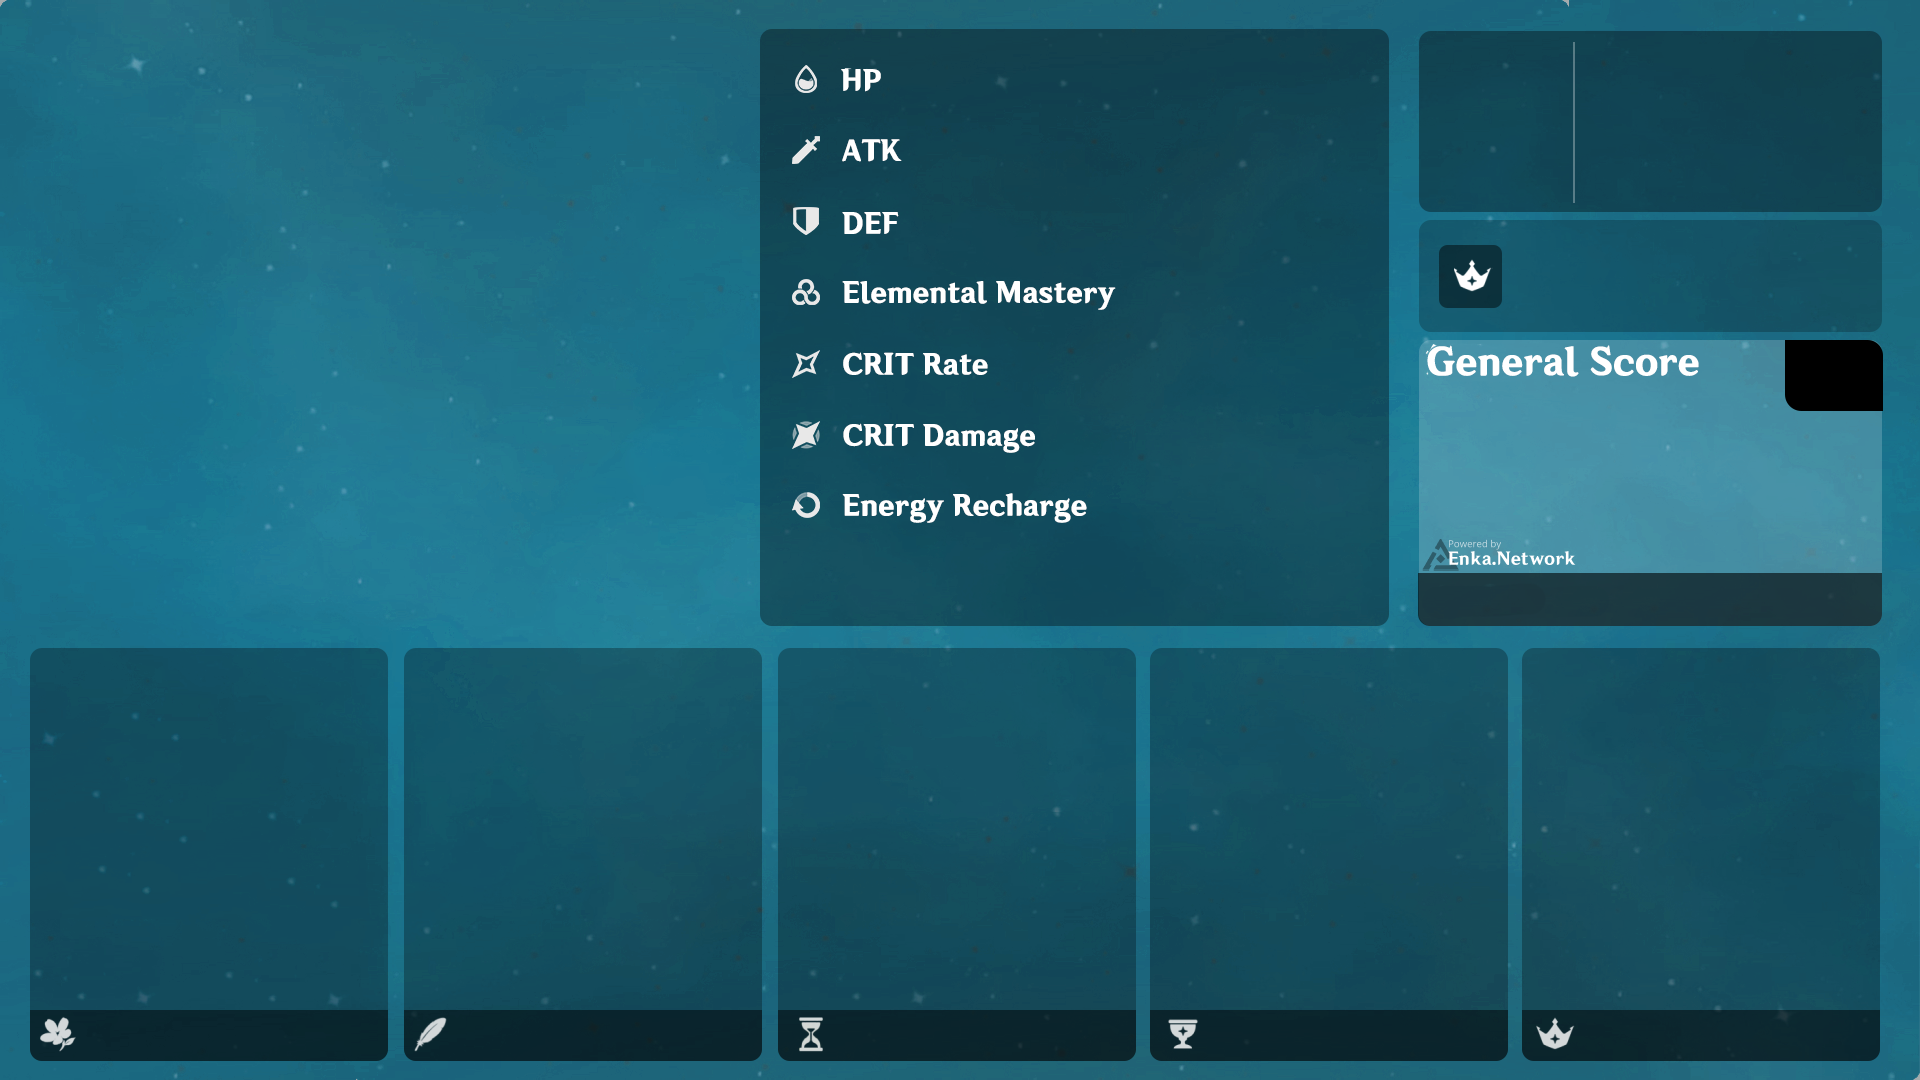 HP
ATK
DEF
Elemental Mastery
CRIT Rate
CRIT Damage
Energy Recharge
General Score
Powered by
Enka.Network